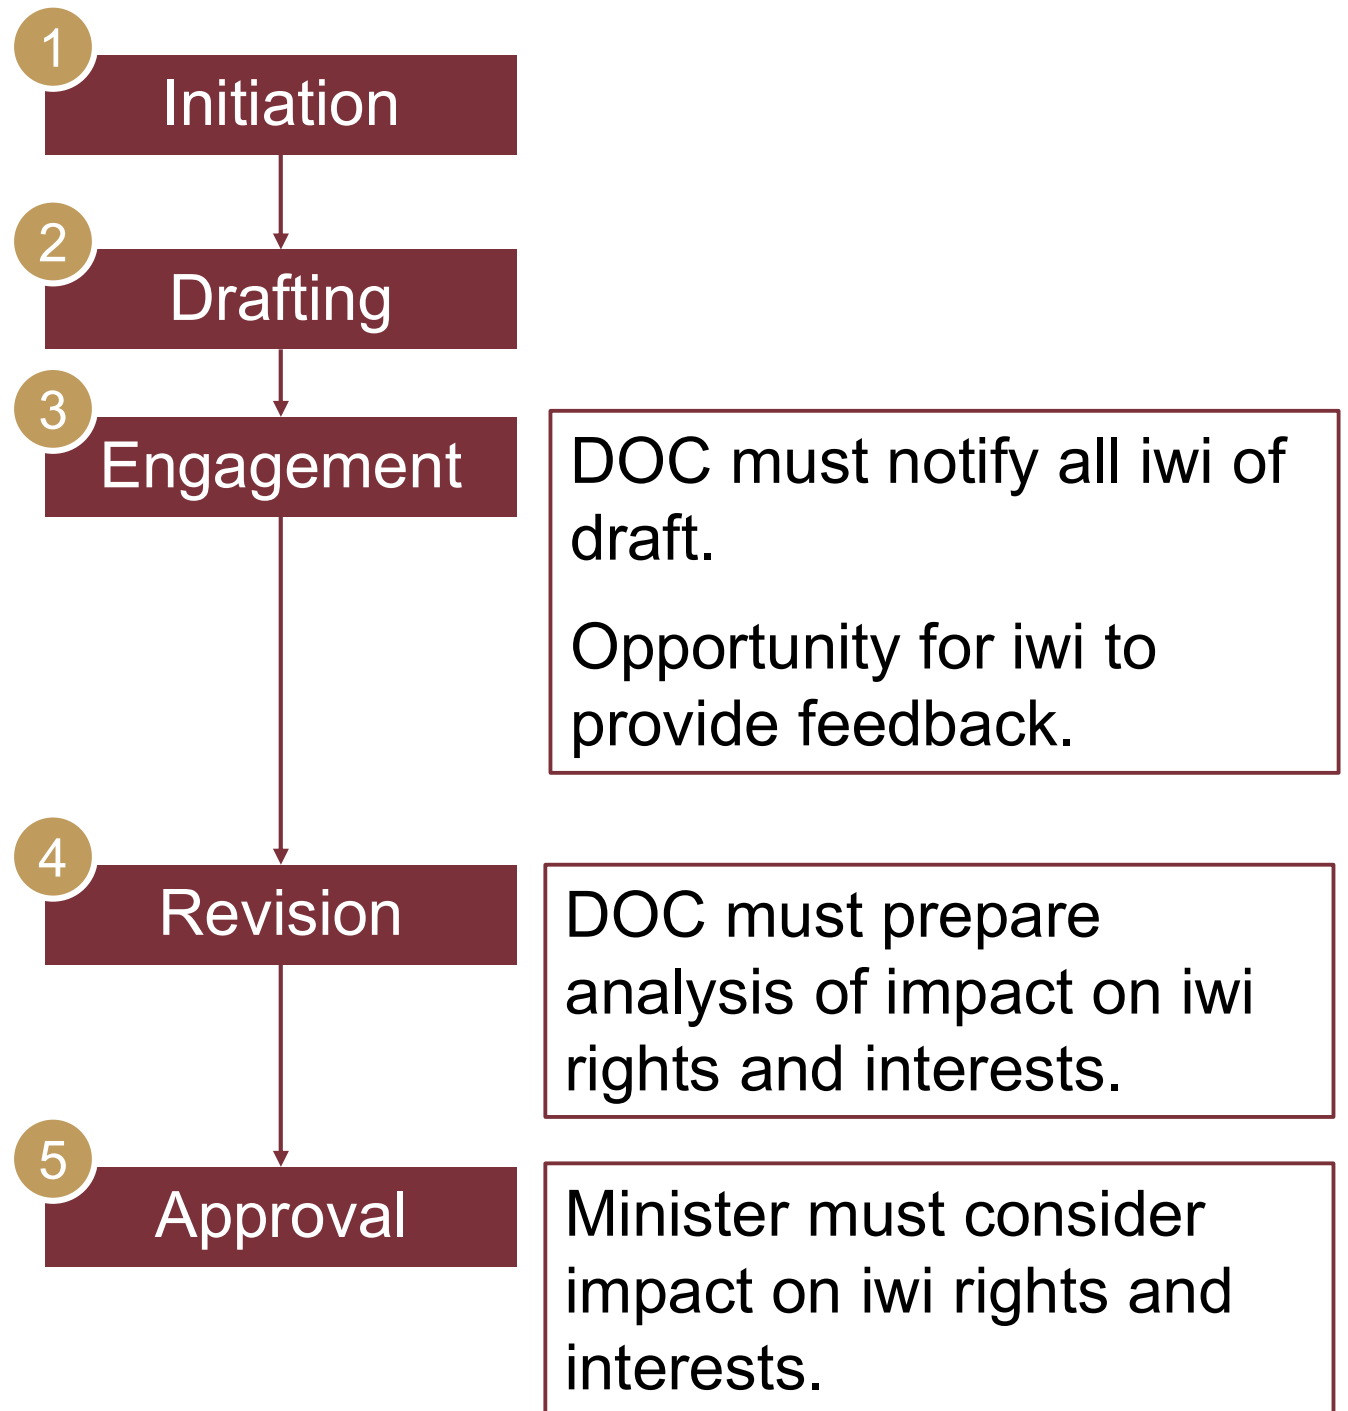 1
Initiation
2
Drafting
3
Engagement
DOC must notify all iwi of
draft.
Opportunity for iwi to
provide feedback.
4
Revision
DOC must prepare
analysis of impact on iwi
rights and interests.
5
Approval
Minister must consider
impact on iwi rights and
interests.